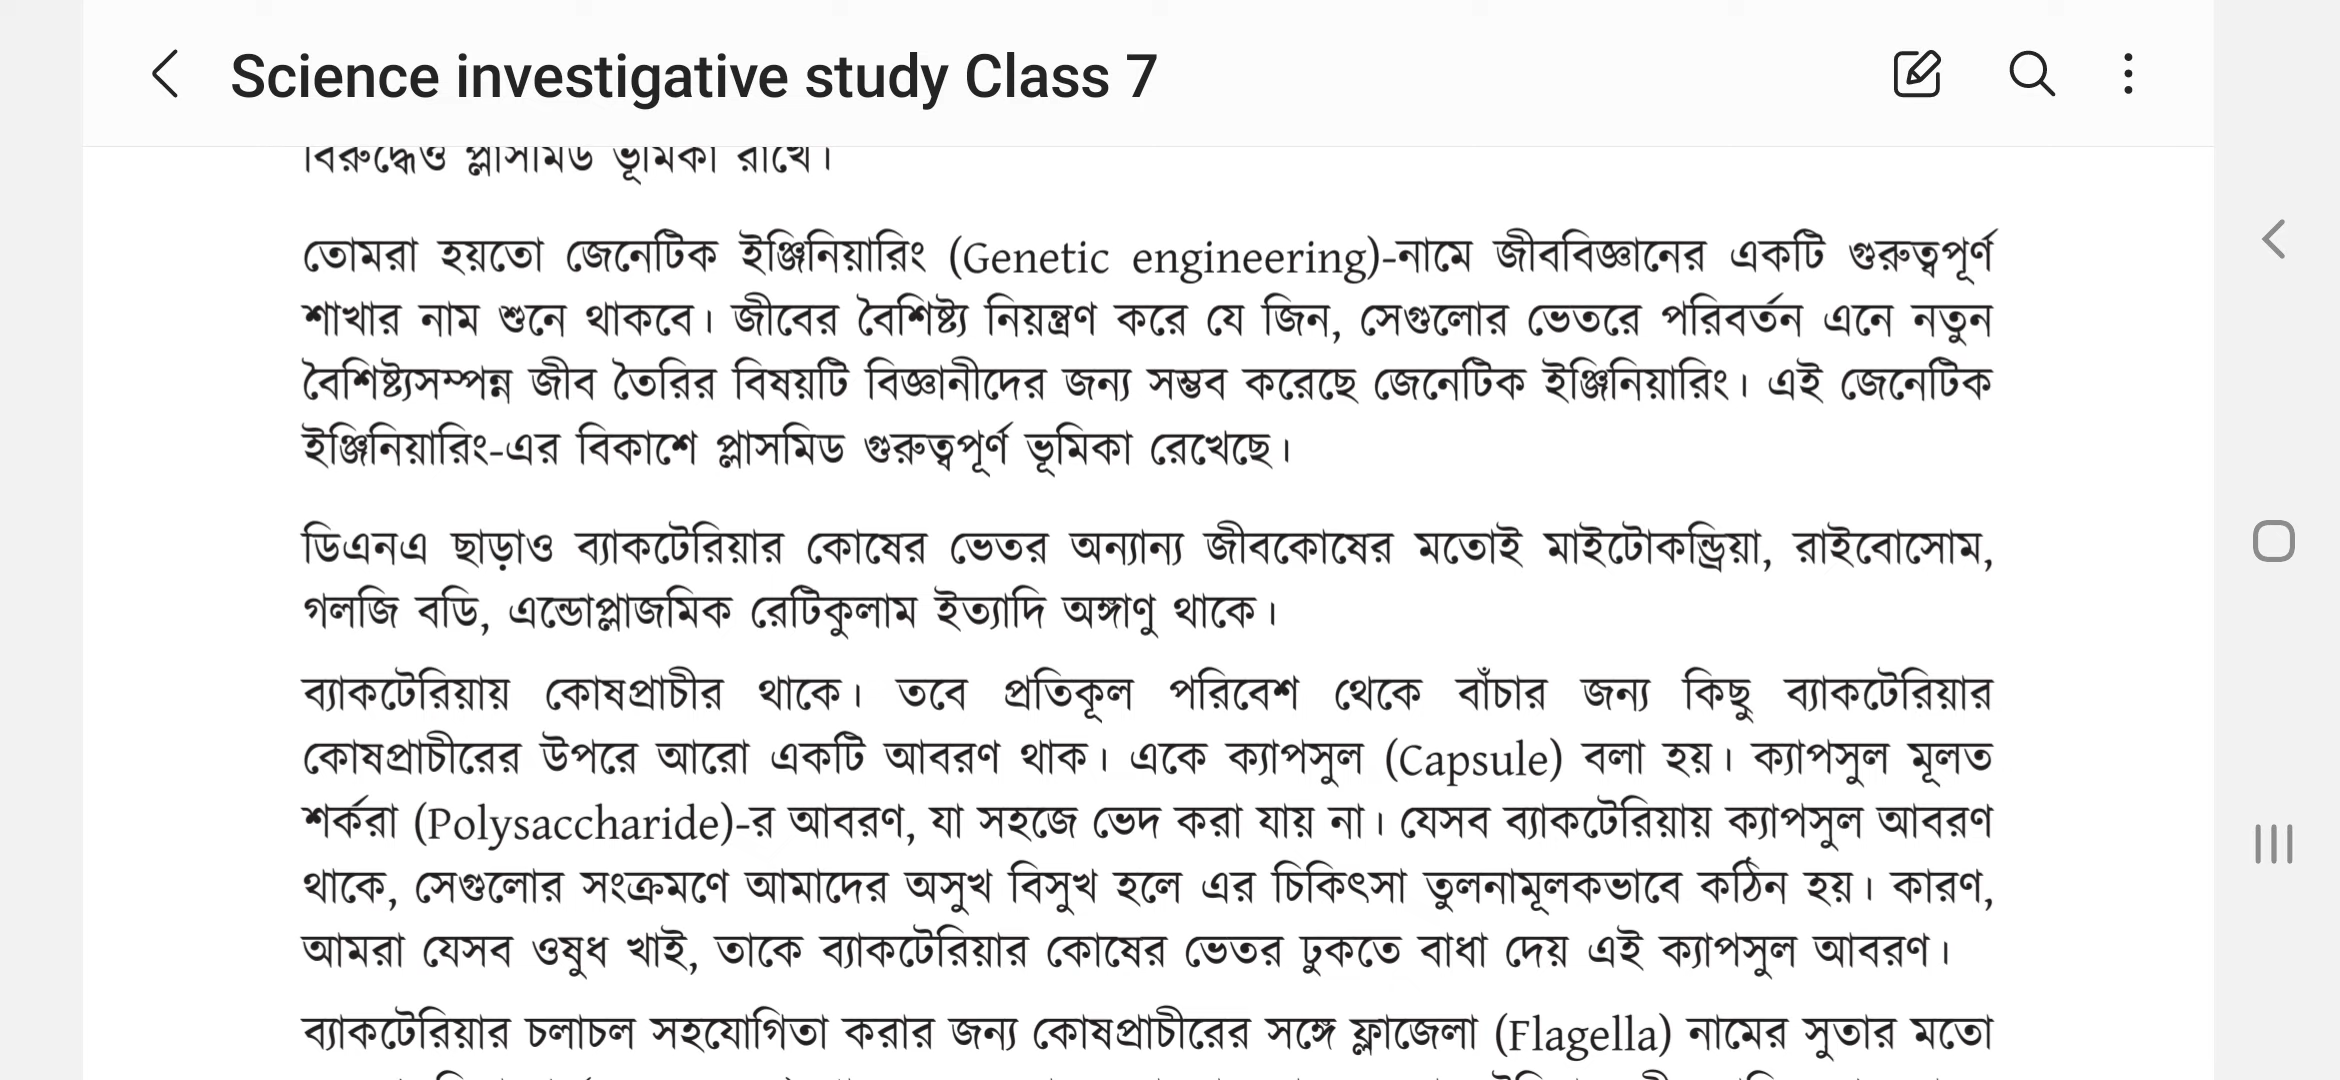 Science investigative study Class 7
বিরুদ্ধেও প্লাসমিড ভূমিকা রাখে।
তোমরা হয়তো জেনেটিক ইঞ্জিনিয়ারিং (Genetic engineering)-নামে জীববিজ্ঞানের একটি গুরুত্বপূর্ণ
শাখার নাম শুনে থাকবে। জীবের বৈশিষ্ট্য নিয়ন্ত্রণ করে যে জিন, সেগুলোর ভেতরে পরিবর্তন এনে নতুন
বৈশিষ্ট্যসম্পন্ন জীব তৈরির বিষয়টি বিজ্ঞানীদের জন্য সম্ভব করেছে জেনেটিক ইঞ্জিনিয়ারিং। এই জেনেটিক
ইঞ্জিনিয়ারিং-এর বিকাশে প্লাসমিড গুরুত্বপূর্ণ ভূমিকা রেখেছে।
ডিএনএ ছাড়াও ব্যাকটেরিয়ার কোষের ভেতর অন্যান্য জীবকোষের মতোই মাইটোকন্ড্রিয়া, রাইবোসোম,
গলজি বডি, এন্ডোপ্লাজমিক রেটিকুলাম ইত্যাদি অঙ্গাণু থাকে।
ব্যাকটেরিয়ায় কোষপ্রাচীর থাকে। তবে প্রতিকূল পরিবেশ থেকে বাঁচার জন্য কিছু ব্যাকটেরিয়ার
কোষপ্রাচীরের উপরে আরো একটি আবরণ থাক। একে ক্যাপসুল (Capsule) বলা হয়। ক্যাপসুল মূলত
শর্করা (Polysaccharide)-র আবরণ, যা সহজে ভেদ করা যায় না। যেসব ব্যাকটেরিয়ায় ক্যাপসুল আবরণ
থাকে, সেগুলোর সংক্রমণে আমাদের অসুখ বিসুখ হলে এর চিকিৎসা তুলনামূলকভাবে কঠিন হয়। কারণ,
আমরা যেসব ওষুধ খাই, তাকে ব্যাকটেরিয়ার কোষের ভেতর ঢুকতে বাধা দেয় এই ক্যাপসুল আবরণ।
ব্যাকটেরিয়ার চলাচল সহযোগিতা করার জন্য কোষপ্রাচীরের সঙ্গে ফ্লাজেলা (Flagella) নামের সুতার মতো